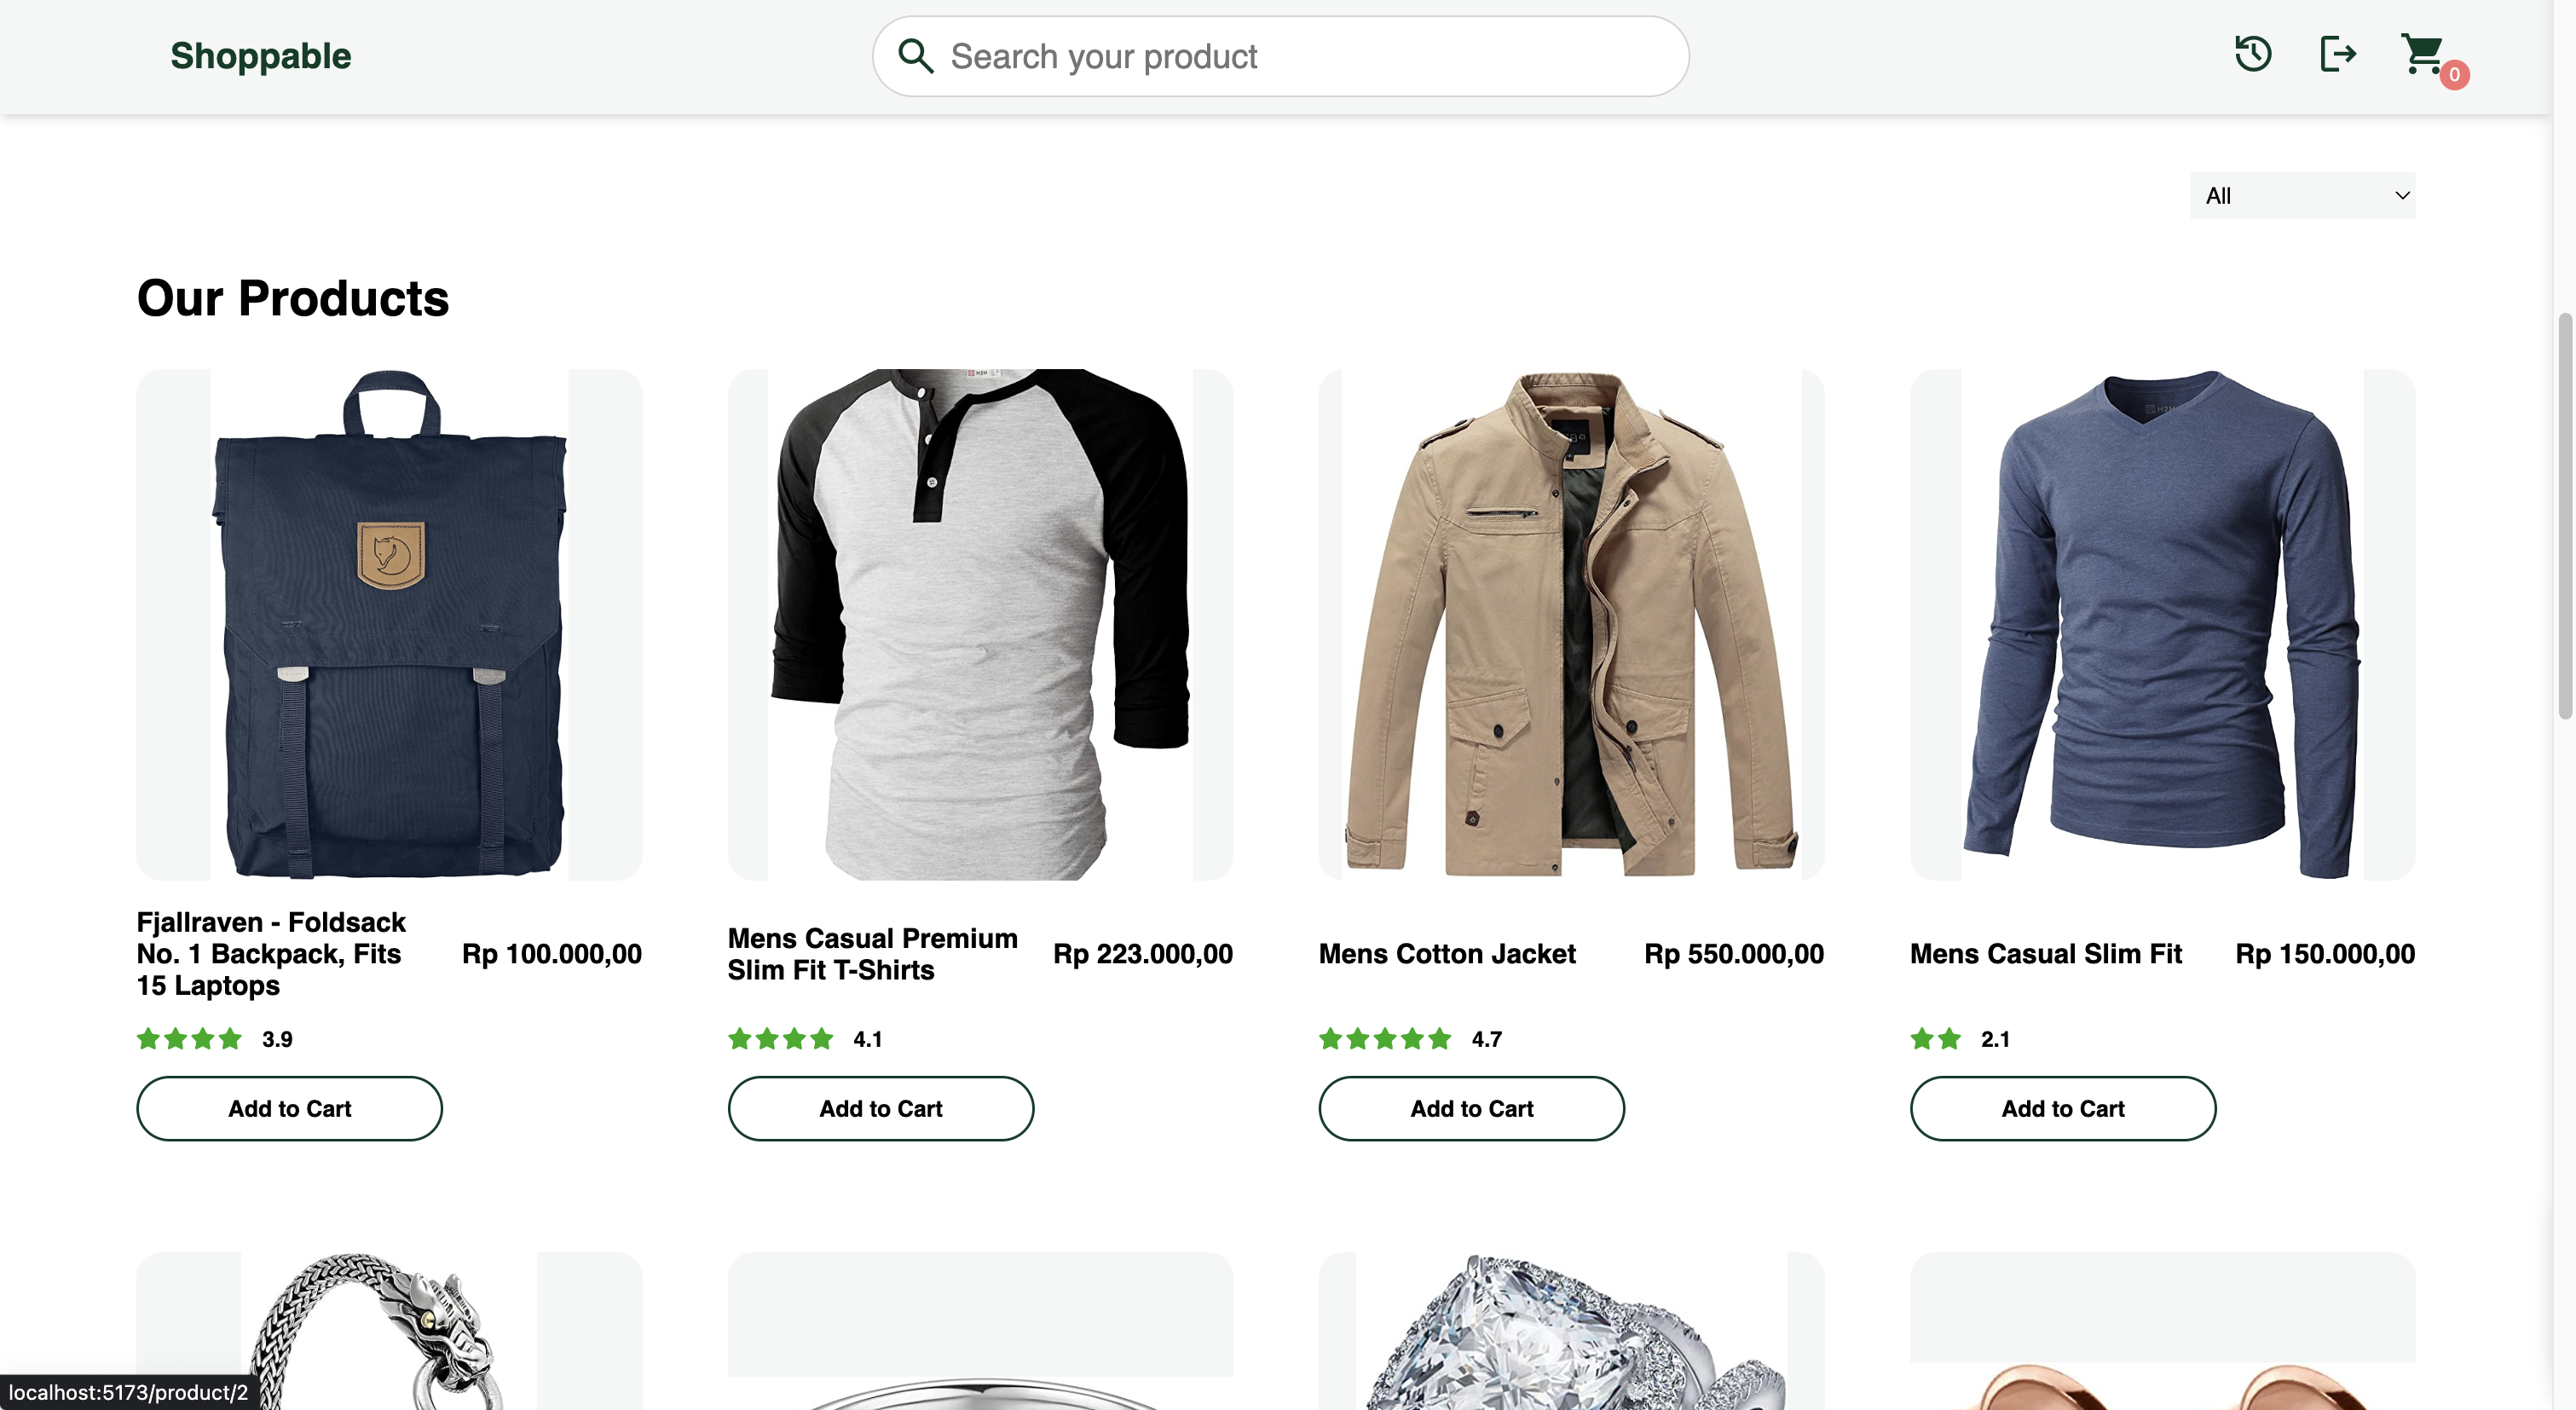 Shoppable
Search your product
0
All
Our Products
Fjallraven - Foldsack
No. 1 Backpack, Fits
15 Laptops
Rp 100.000,00
Mens Casual Premium
Slim Fit T-Shirts
Rp 223.000,00
Mens Cotton Jacket
Rp 550.000,00
Mens Casual Slim Fit
Rp 150.000,00
3.9
4.1
4.7
2.1
Add to Cart
Add to Cart
Add to Cart
Add to Cart
localhost:5173/product/2